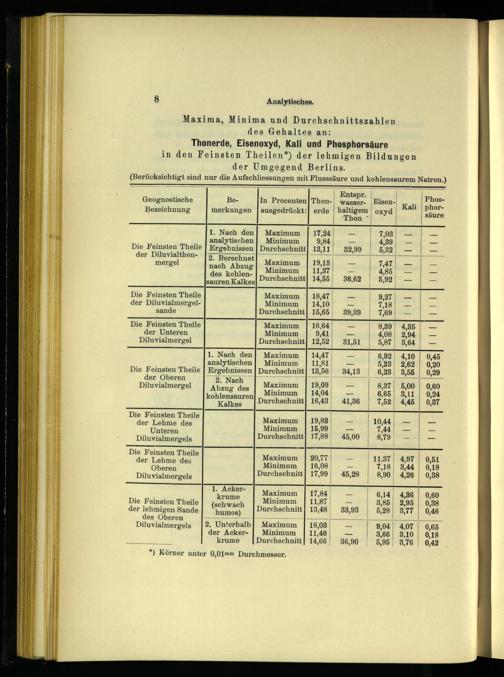 8
Analytisches.
Maxima, Minima und Durchschnittszahlen
des Gehaltes an:
Thonerde, Eisenoxyd, Kali und Phosphorsäure
in den Feinsten Theilen*) der lehmigen Bildungen
der Umgegend Berlins.
(Berücksichtigt sind nur die Aufschliessungen mit Flusssäure und kohlensaurem Natron.)
Geognostische Bezeichnung | Bemerkungen | In Procenten ausgedrückt: | Thonerde | Entspr. wasserhaltigem Thon | Eisenoxyd | Kali | Phosphorsäure
Die Feinsten Theile der Diluvialthonmergel
1. Nach den analytischen Ergebnissen
Maximum 17,24 — 7,03 — —
Minimum 9,84 — 4,39 — —
Durchschnitt 13,11 32,99 5,32 — —
2. Berechnet nach Abzug des kohlensauren Kalkes
Maximum 19,13 — 7,47 — —
Minimum 11,37 — 4,85 — —
Durchschnitt 14,55 36,62 5,92 — —
Die Feinsten Theile der Diluvialmergelsande
Maximum 18,47 — 9,27 — —
Minimum 14,10 — 7,18 — —
Durchschnitt 15,65 39,39 7,69 — —
Die Feinsten Theile der Unteren Diluvialmergel
Maximum 16,64 — 8,39 4,35 —
Minimum 9,41 — 4,08 2,94 —
Durchschnitt 12,52 31,51 5,87 3,64 —
Die Feinsten Theile der Oberen Diluvialmergel
1. Nach den analytischen Ergebnissen
Maximum 14,47 — 6,92 4,10 0,45
Minimum 11,81 — 5,23 2,62 0,20
Durchschnitt 13,56 34,13 6,23 3,55 0,29
2. Nach Abzug des kohlensauren Kalkes
Maximum 19,09 — 8,37 5,00 0,60
Minimum 14,04 — 6,65 3,11 0,24
Durchschnitt 16,43 41,36 7,52 4,45 0,37
Die Feinsten Theile der Lehme des Unteren Diluvialmergels
Maximum 19,83 — 10,44 — —
Minimum 15,99 — 7,44 — —
Durchschnitt 17,88 45,00 8,79 — —
Die Feinsten Theile der Lehme des Oberen Diluvialmergels
Maximum 20,77 — 11,37 4,97 0,51
Minimum 16,08 — 7,18 3,44 0,18
Durchschnitt 17,99 45,28 8,90 4,26 0,38
Die Feinsten Theile der lehmigen Sande des Oberen Diluvialmergels
1. Ackerkrume (schwach humos)
Maximum 17,84 — 6,14 4,36 0,60
Minimum 11,87 — 3,85 2,95 0,38
Durchschnitt 13,48 33,93 5,28 3,77 0,46
2. Unterhalb der Ackerkrume
Maximum 18,03 — 9,04 4,07 0,65
Minimum 11,46 — 3,66 3,10 0,18
Durchschnitt 14,66 36,90 5,95 3,76 0,42
*) Körner unter 0,01mm Durchmesser.